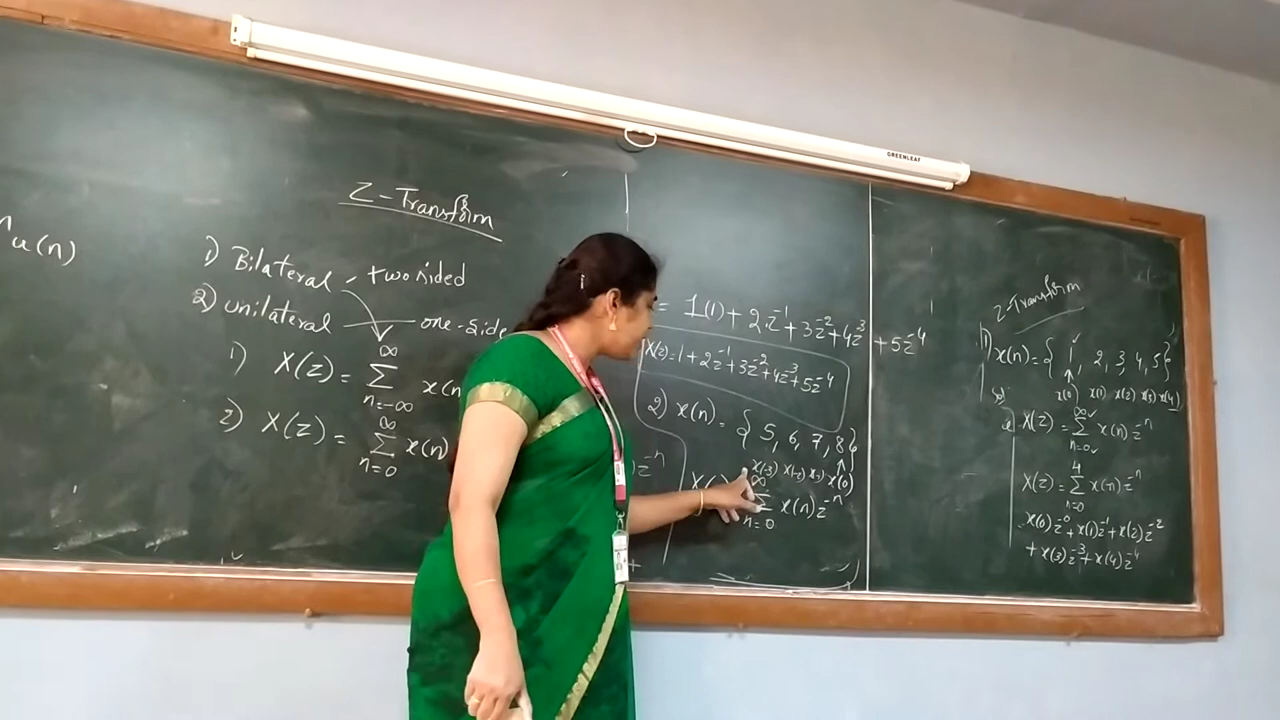 u(n)
Z-Transform
1) Bilateral - two sided
2) unilateral — one-side
1) X(z) = ∞ Σ n=-∞ x(n
2) X(z) = ∞ Σ n=0 x(n)
= 1(1) + 2z⁻¹ + 3z⁻² + 4z⁻³ + 5z⁻⁴
X(z) = 1 + 2z⁻¹ + 3z⁻² + 4z⁻³ + 5z⁻⁴
2) x(n) = { 5, 6, 7, 8 }
↑
x(-3) x(-2) x(-1) x(0)
∞ Σ n=0 x(n) z⁻ⁿ
) z⁻ⁿ
+
GREENLEAF
Z-Transform
1) x(n) = { 1, 2, 3, 4, 5 }
↑
x(0) x(1) x(2) x(3) x(4)
X(z) = ∞ Σ n=0 x(n) z⁻ⁿ
X(z) = 4 Σ n=0 x(n) z⁻ⁿ
= x(0) z⁻⁰ + x(1) z⁻¹ + x(2) z⁻²
+ x(3) z⁻³ + x(4) z⁻⁴